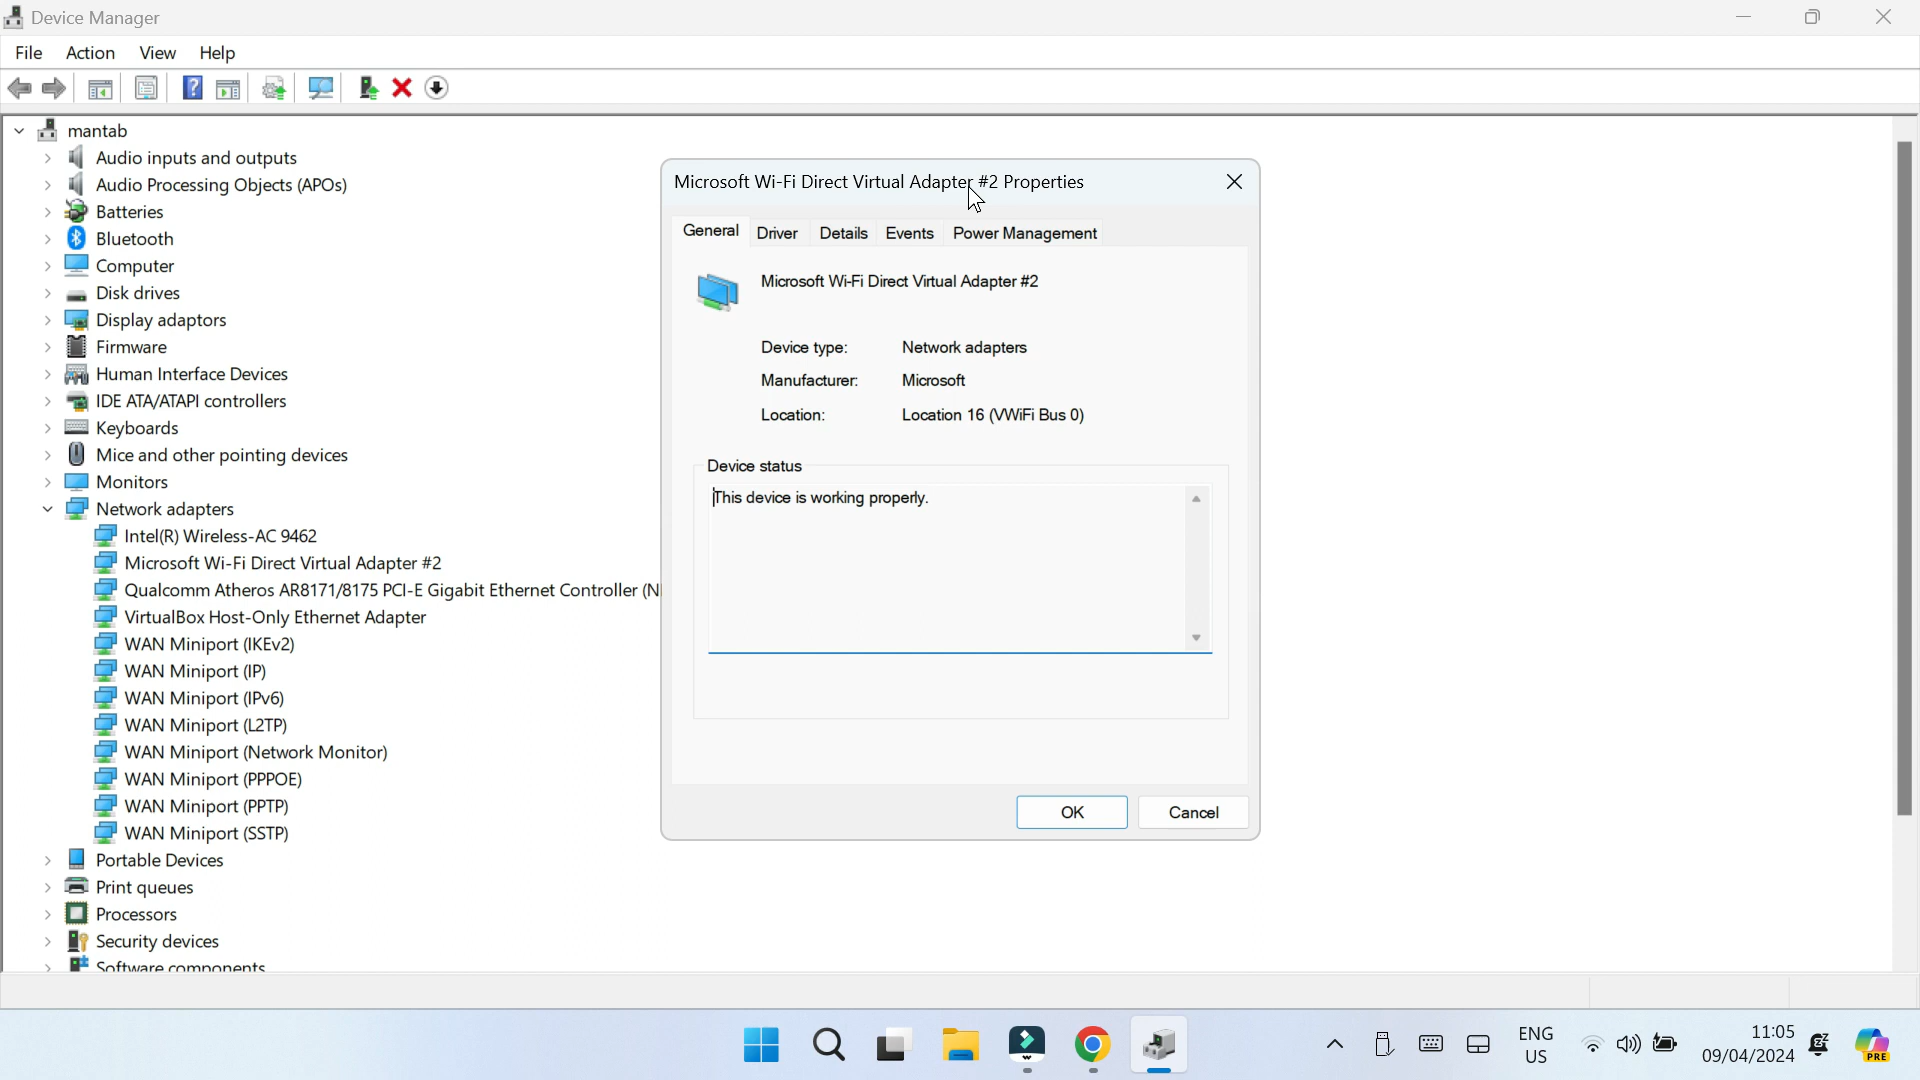 Device Manager
File Action View Help
mantab
Audio inputs and outputs
Audio Processing Objects (APOs)
Batteries
Bluetooth
Computer
Disk drives
Display adaptors
Firmware
Human Interface Devices
IDE ATA/ATAPI controllers
Keyboards
Mice and other pointing devices
Monitors
Network adapters
Intel(R) Wireless-AC 9462
Microsoft Wi-Fi Direct Virtual Adapter #2
Qualcomm Atheros AR8171/8175 PCI-E Gigabit Ethernet Controller
VirtualBox Host-Only Ethernet Adapter
WAN Miniport (IKEv2)
WAN Miniport (IP)
WAN Miniport (IPv6)
WAN Miniport (L2TP)
WAN Miniport (Network Monitor)
WAN Miniport (PPPOE)
WAN Miniport (PPTP)
WAN Miniport (SSTP)
Portable Devices
Print queues
Processors
Security devices
Software components
Microsoft Wi-Fi Direct Virtual Adapter #2 Properties
General Driver Details Events Power Management
Microsoft Wi-Fi Direct Virtual Adapter #2
Device type: Network adapters
Manufacturer: Microsoft
Location: Location 16 (VWiFi Bus 0)
Device status
This device is working properly.
OK Cancel
ENG
US
11:05
09/04/2024
PRE